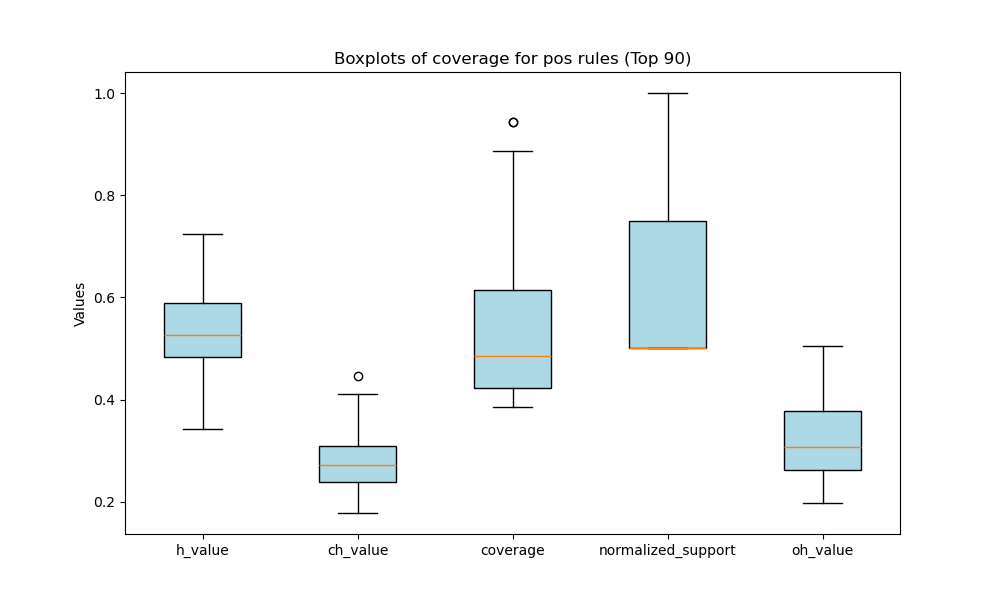 Boxplots of coverage for pos rules (Top 90)
Values
1.0
0.8
0.6
0.4
0.2
h_value ch_value coverage normalized_support oh_value